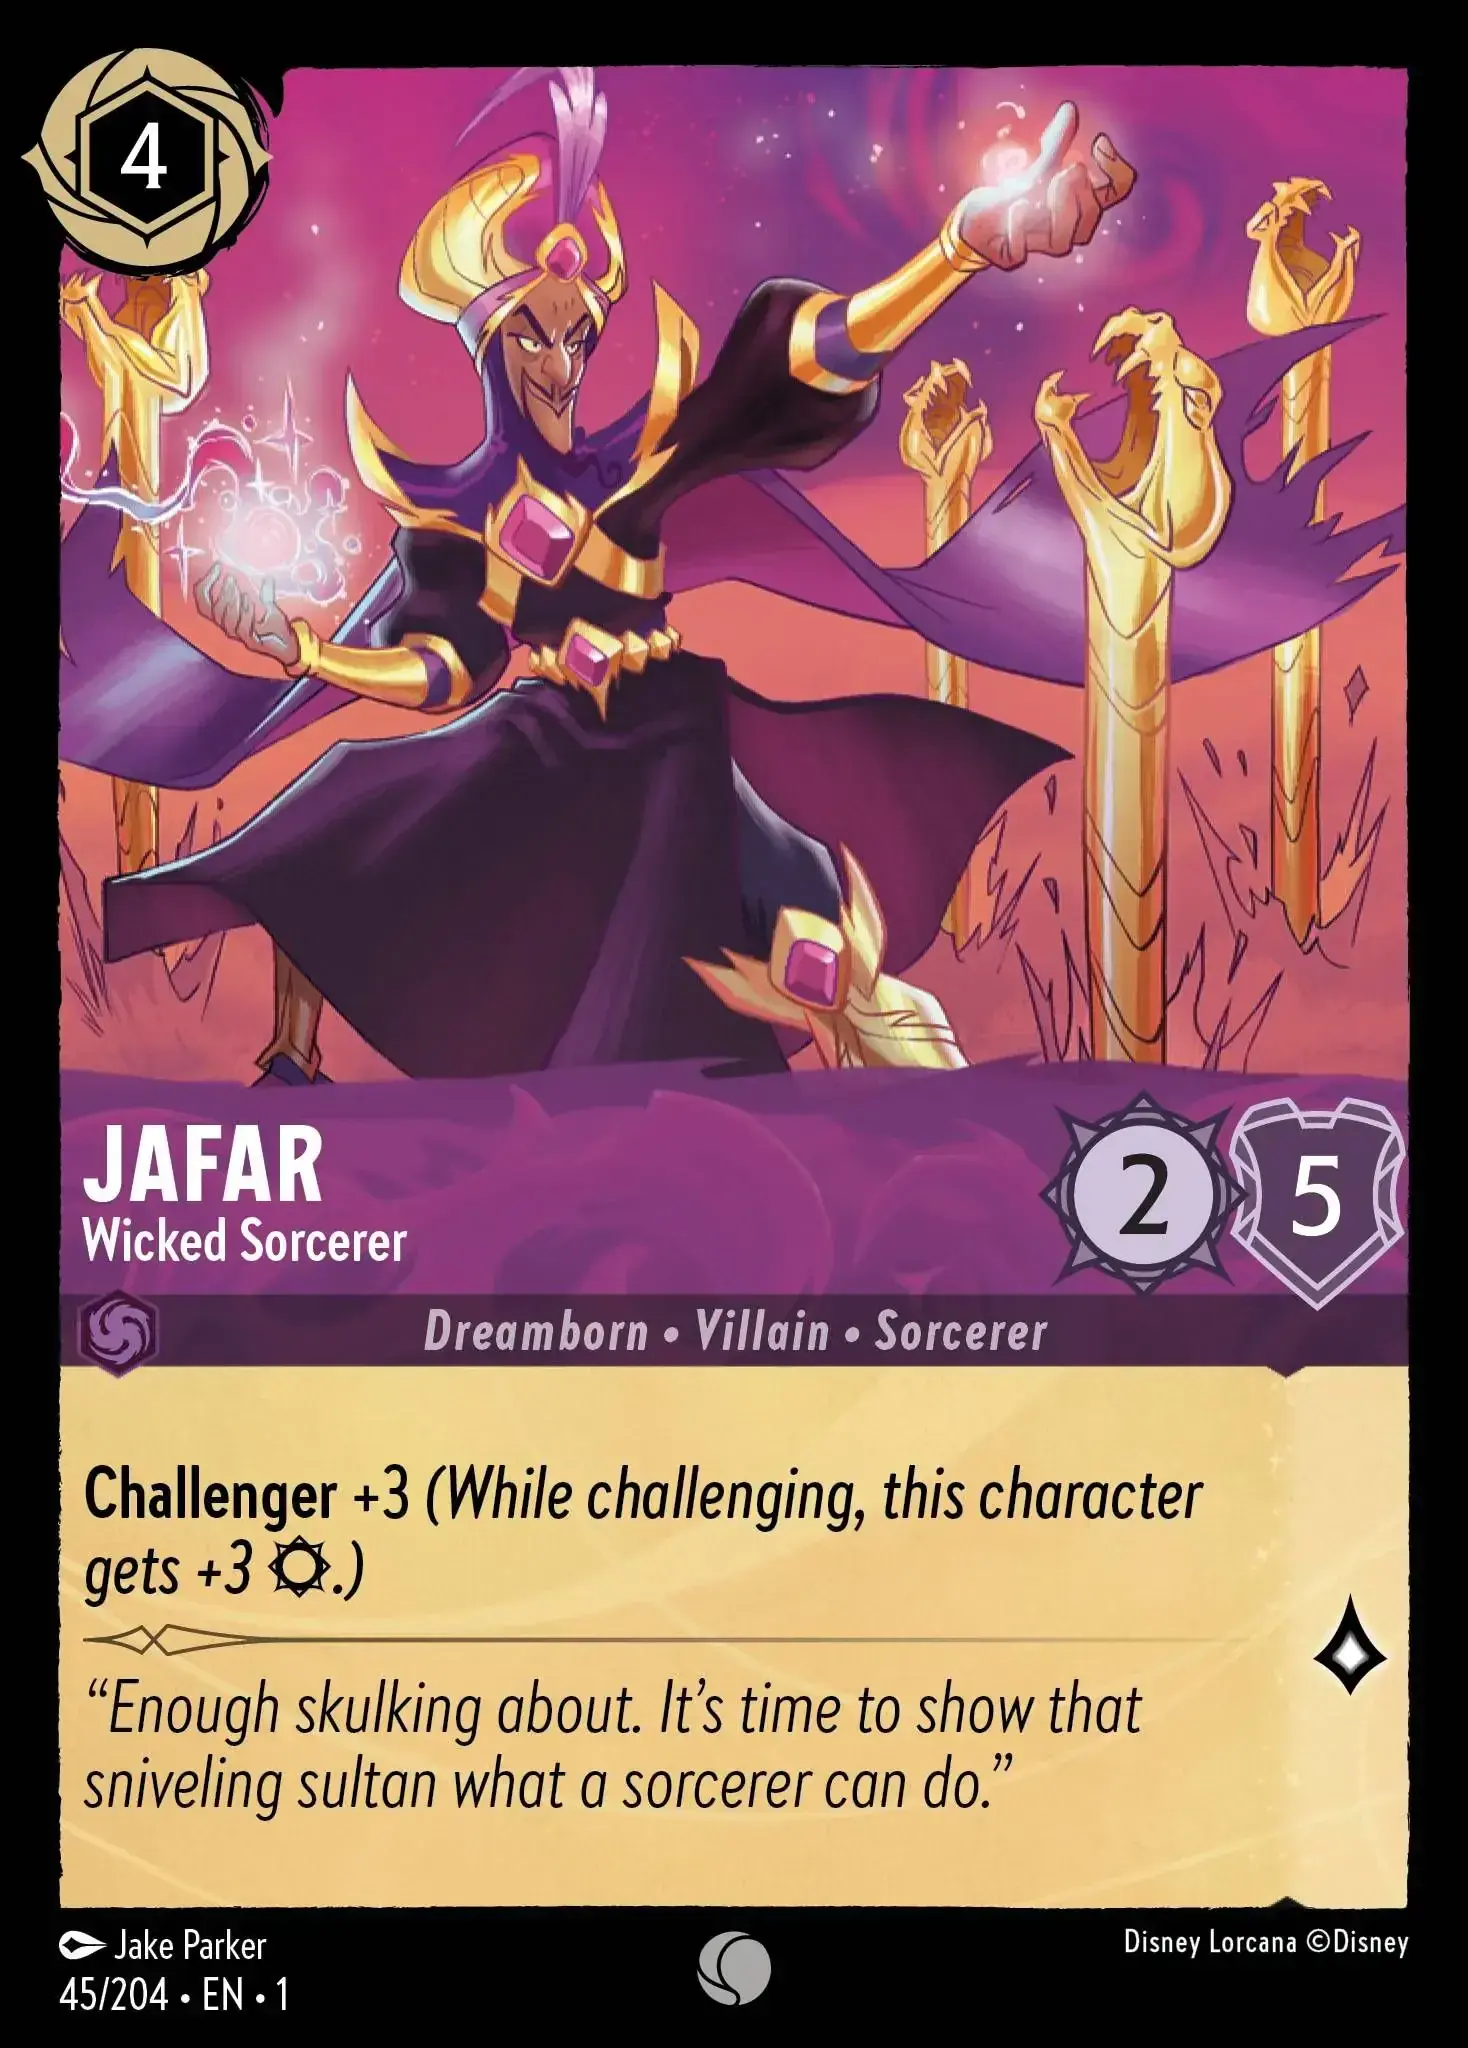 4
JAFAR
Wicked Sorcerer
2
5
Dreamborn • Villain • Sorcerer
Challenger +3 (While challenging, this character
gets +3 .)
“Enough skulking about. It’s time to show that
sniveling sultan what a sorcerer can do.”
Jake Parker
Disney Lorcana ©Disney
45/204 • EN • 1